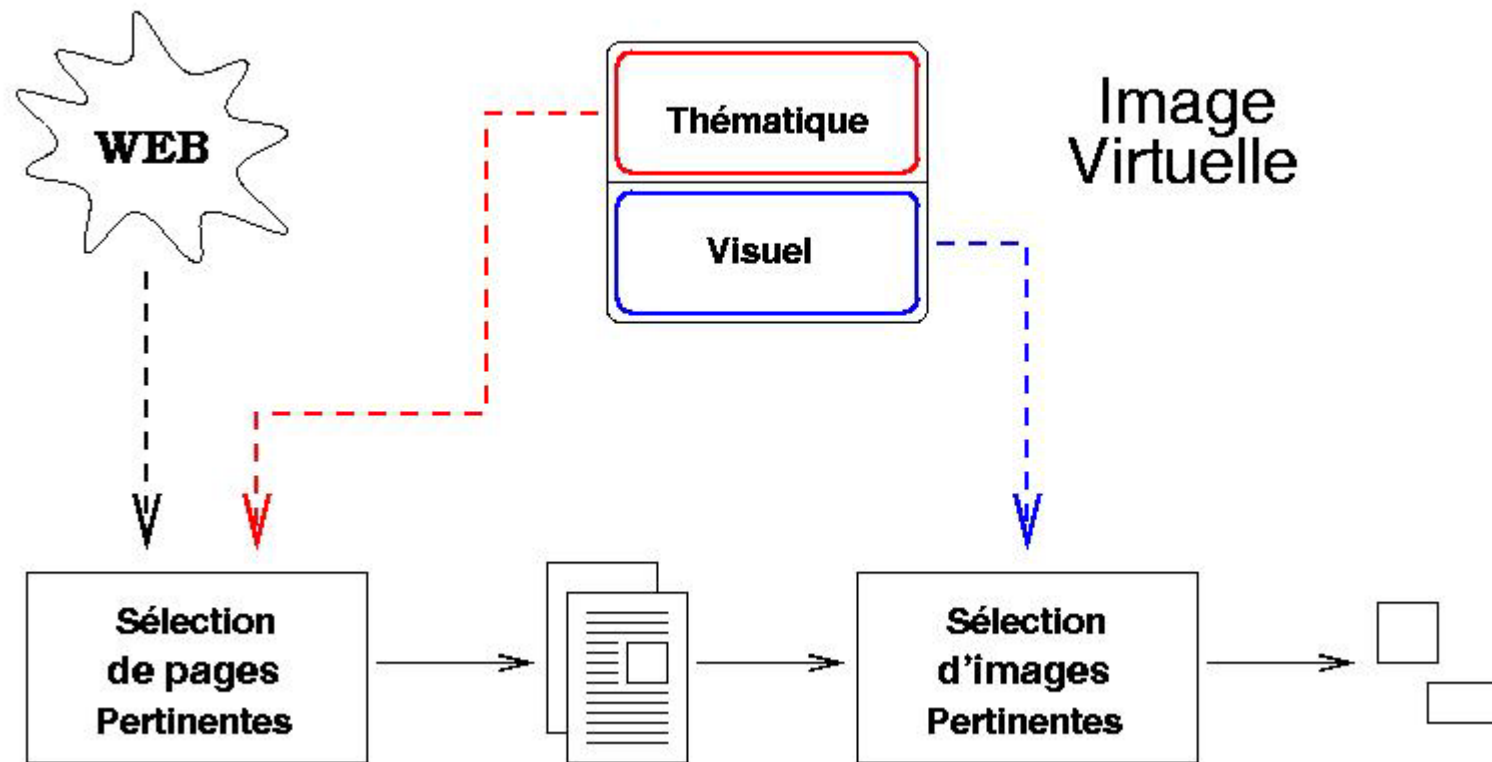 WEB
Thématique
Visuel
Image
Virtuelle
Sélection
de pages
Pertinentes
Sélection
d'images
Pertinentes